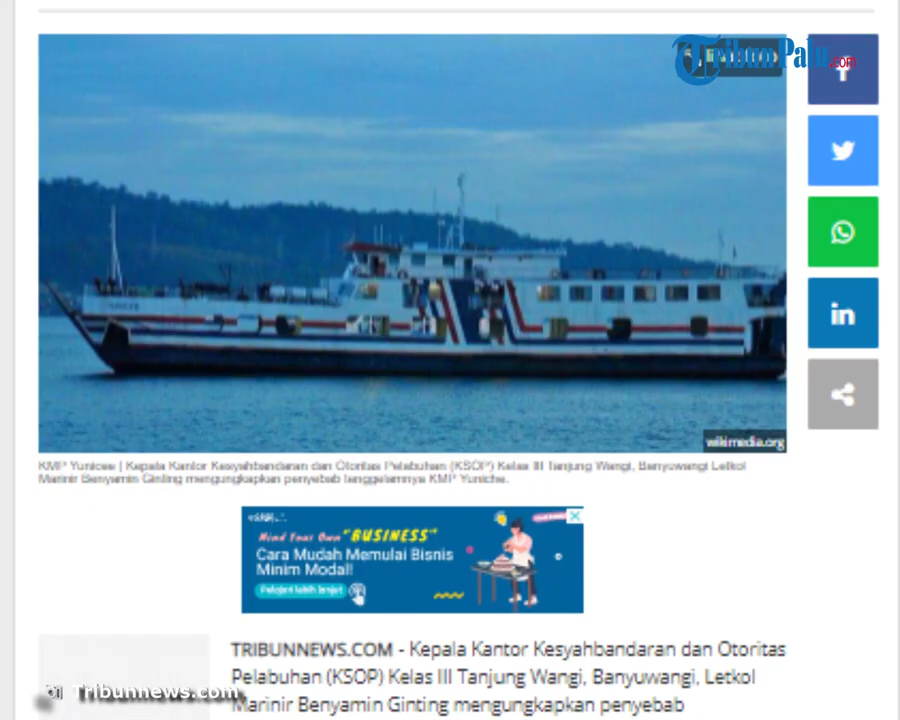 TribunPalu.com
wikimedia.org
KMP Yunicee | Kepala Kantor Kesyahbandaran dan Otoritas Pelabuhan (KSOP) Kelas III Tanjung Wangi, Banyuwangi Letkol
Marinir Benyamin Ginting mengungkapkan penyebab tenggelamnya KMP Yuniche.
Mind Your Own "BUSINESS"
Cara Mudah Memulai Bisnis
Minim Modal!
Pelajari lebih lanjut
TRIBUNNEWS.COM - Kepala Kantor Kesyahbandaran dan Otoritas
Pelabuhan (KSOP) Kelas III Tanjung Wangi, Banyuwangi, Letkol
Marinir Benyamin Ginting mengungkapkan penyebab
Tribunnews.com